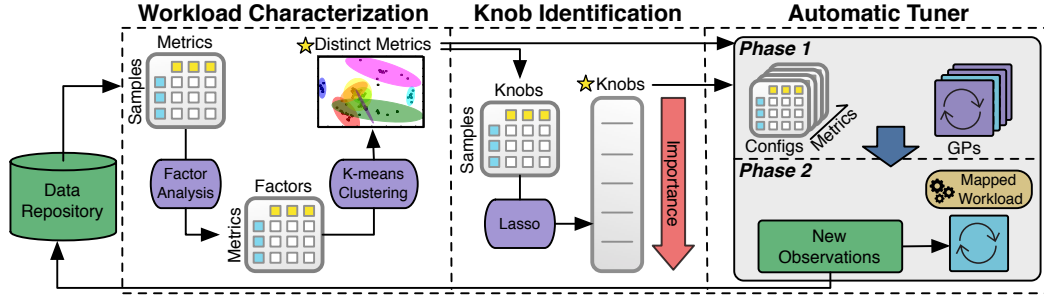 Workload Characterization
Knob Identification
Automatic Tuner
Data
Repository
Metrics
Samples
Factor
Analysis
Factors
Metrics
K-means
Clustering
Distinct Metrics
Knobs
Samples
Lasso
Knobs
Importance
Phase 1
Configs
Metrics
GPs
Phase 2
Mapped
Workload
New
Observations